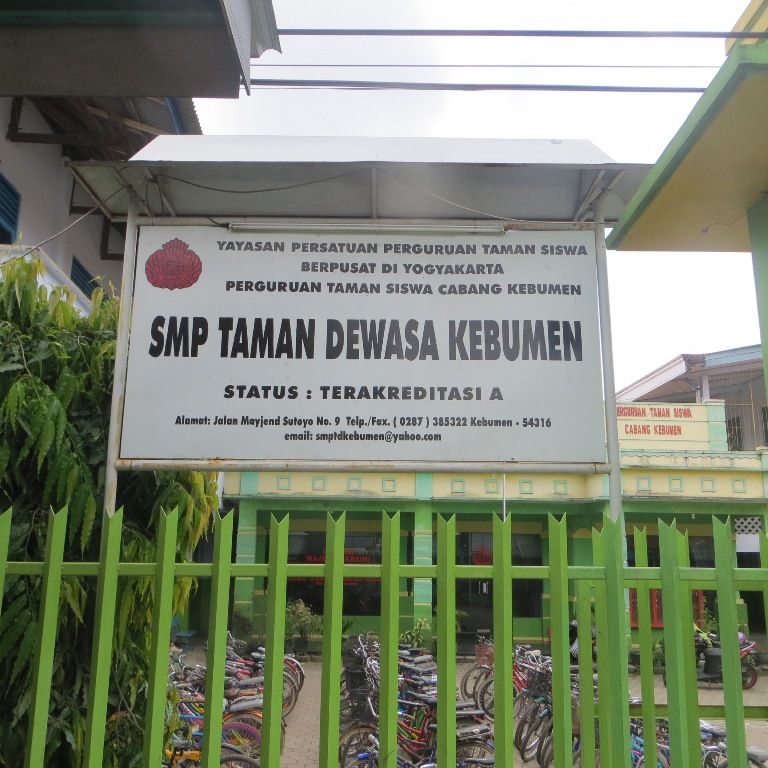 YAYASAN PERSATUAN PERGURUAN TAMAN SISWA
BERPUSAT DI YOGYAKARTA
PERGURUAN TAMAN SISWA CABANG KEBUMEN
SMP TAMAN DEWASA KEBUMEN
STATUS : TERAKREDITASI A
Alamat: Jalan Mayjend Sutoyo No. 9 Telp./Fax. ( 0287 ) 385322 Kebumen - 54316
email: smptdkebumen@yahoo.com
ERGURUAN TAMAN SISWA
CABANG KEBUMEN